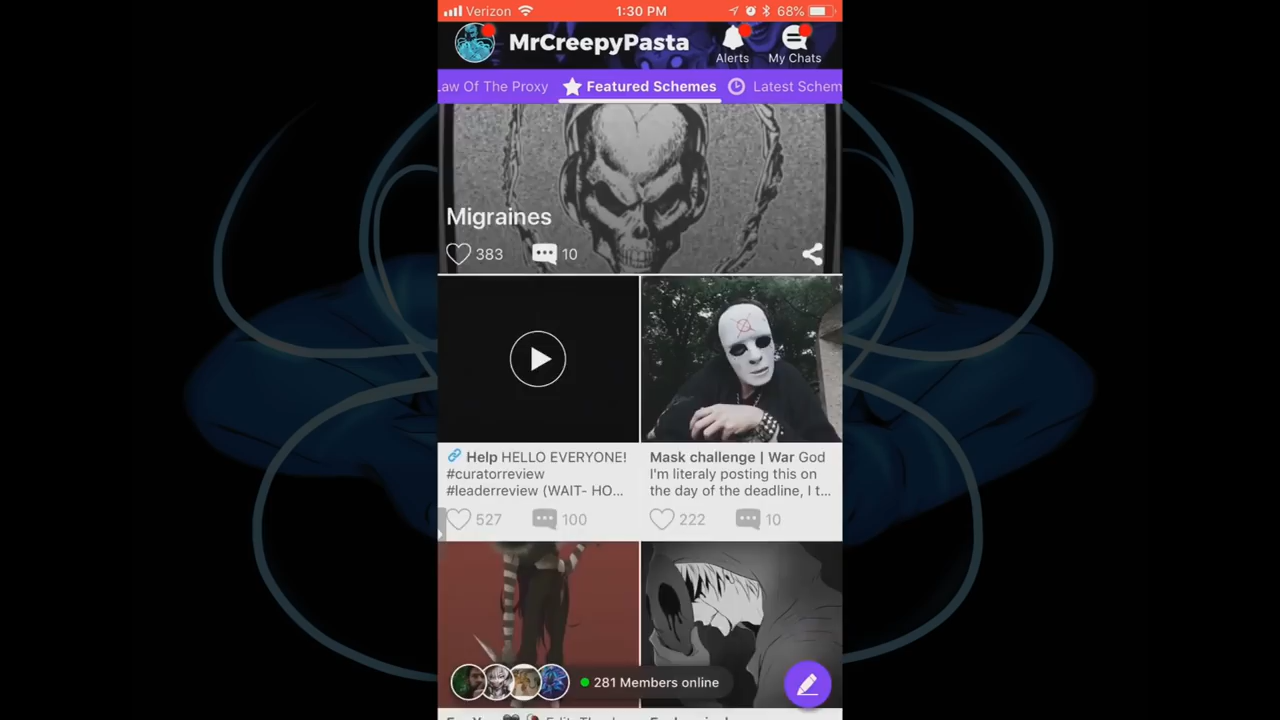 Verizon 1:30 PM 68%
MrCreepyPasta
Alerts My Chats
aw Of The Proxy Featured Schemes Latest Schem
Migraines
383 10
Help HELLO EVERYONE!
#curatorreview
#leaderreview (WAIT- HO...
527 100
Mask challenge | War God
I'm literaly posting this on
the day of the deadline, I t...
222 10
281 Members online